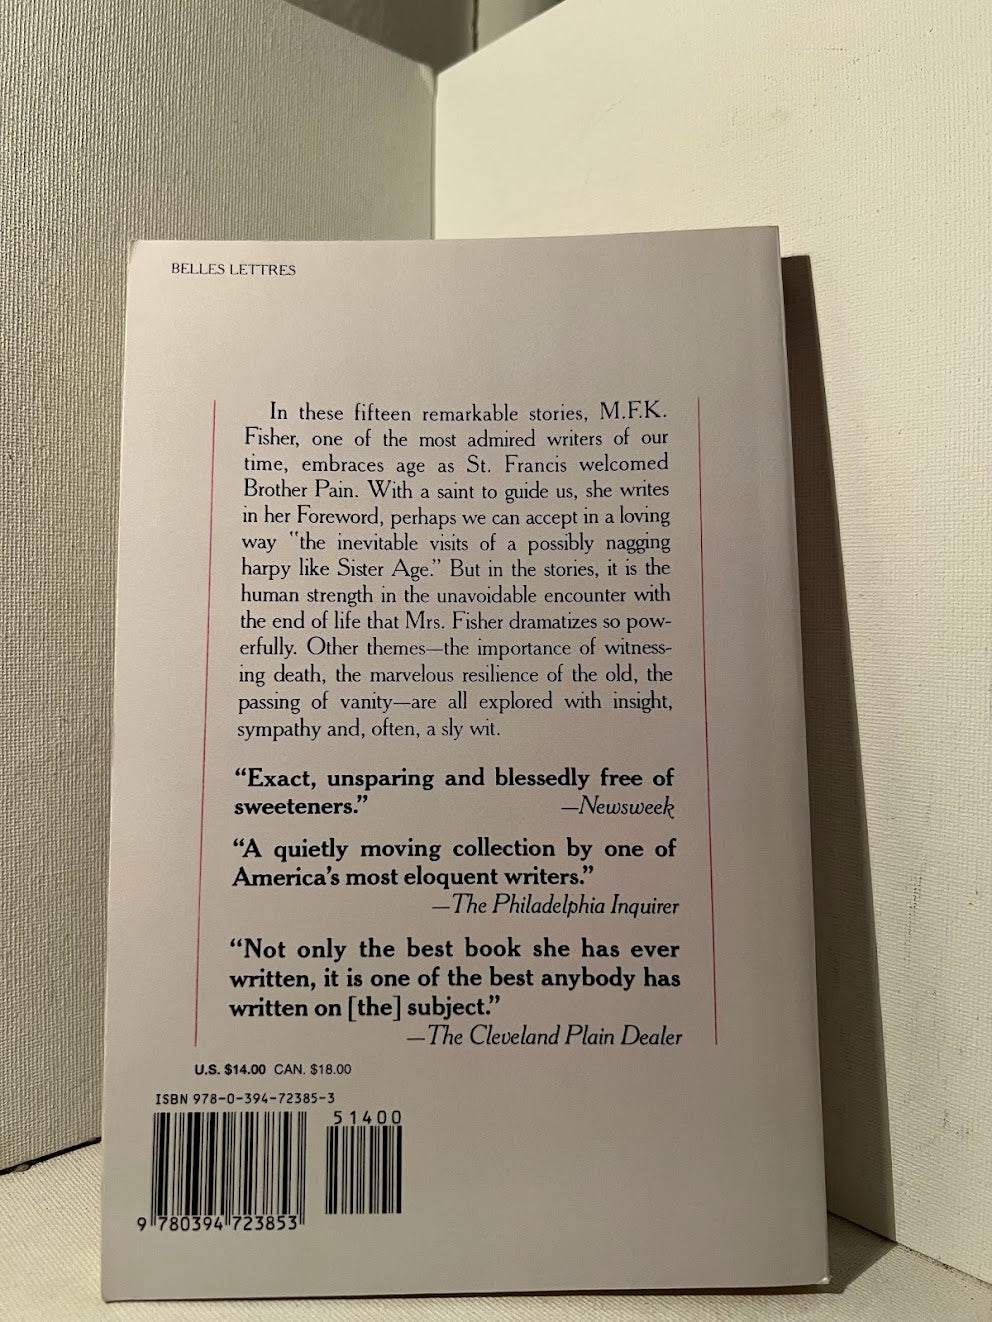 BELLES LETTRES
In these fifteen remarkable stories, M.F.K.
Fisher, one of the most admired writers of our
time, embraces age as St. Francis welcomed
Brother Pain. With a saint to guide us, she writes
in her Foreword, perhaps we can accept in a loving
way "the inevitable visits of a possibly nagging
harpy like Sister Age." But in the stories, it is the
human strength in the unavoidable encounter with
the end of life that Mrs. Fisher dramatizes so pow-
erfully. Other themes—the importance of witness-
ing death, the marvelous resilience of the old, the
passing of vanity—are all explored with insight,
sympathy and, often, a sly wit.
“Exact, unsparing and blessedly free of
sweeteners.” —Newsweek
“A quietly moving collection by one of
America’s most eloquent writers.”
—The Philadelphia Inquirer
“Not only the best book she has ever
written, it is one of the best anybody has
written on [the] subject.”
—The Cleveland Plain Dealer
U.S. $14.00 CAN. $18.00
ISBN 978-0-394-72385-3
51400
9 780394 723853